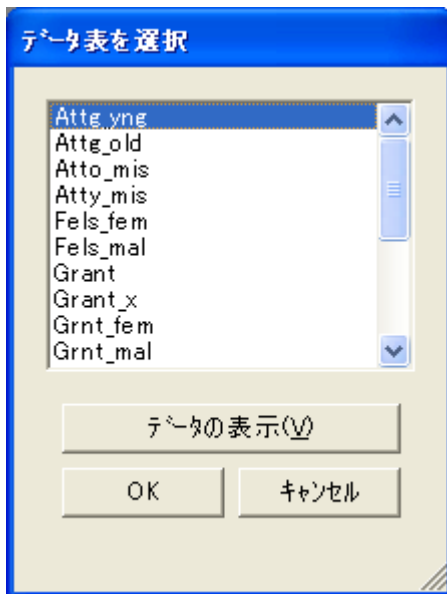 データ表を選択
Attg_yng
Attg_old
Atto_mis
Atty_mis
Fels_fem
Fels_mal
Grant
Grant_x
Grnt_fem
Grnt_mal
データの表示(V)
OK
キャンセル